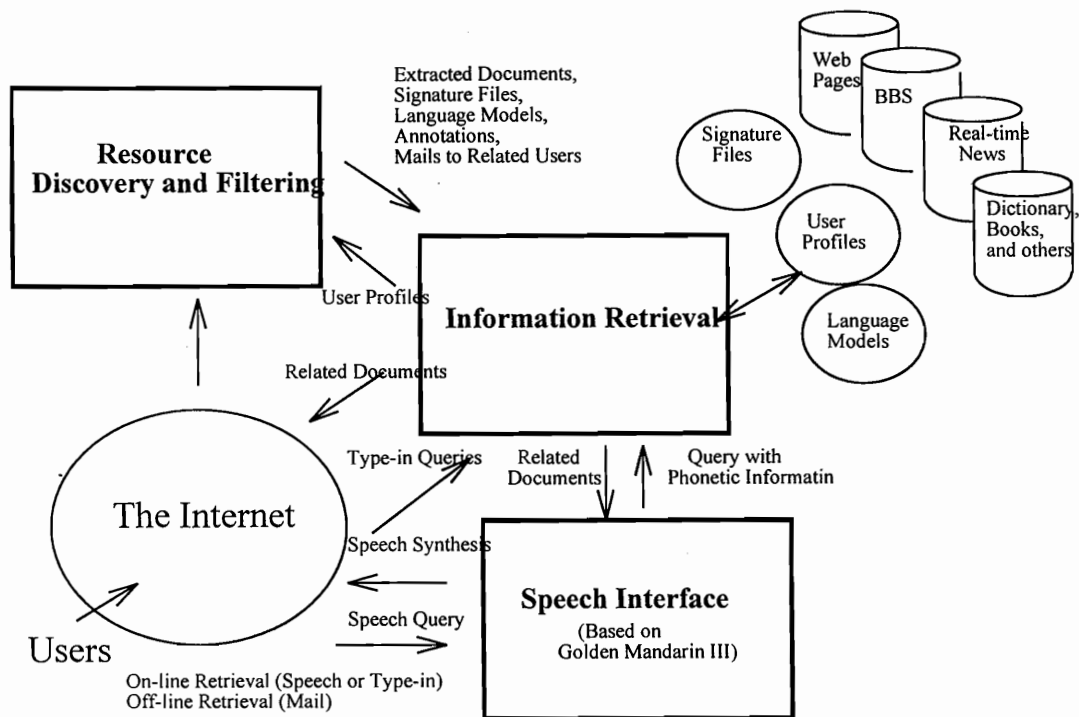 Extracted Documents,
Signature Files,
Language Models,
Annotations,
Mails to Related Users
Web
Pages
BBS
Real-time
News
Dictionary,
Books,
and others
Signature
Files
User
Profiles
Language
Models
Resource
Discovery and Filtering
User Profiles
Information Retrieval
Related Documents
Type-in Queries
Related
Documents
Query with
Phonetic Informatin
The Internet
Speech Synthesis
Speech Query
Speech Interface
(Based on
Golden Mandarin III)
Users
On-line Retrieval (Speech or Type-in)
Off-line Retrieval (Mail)